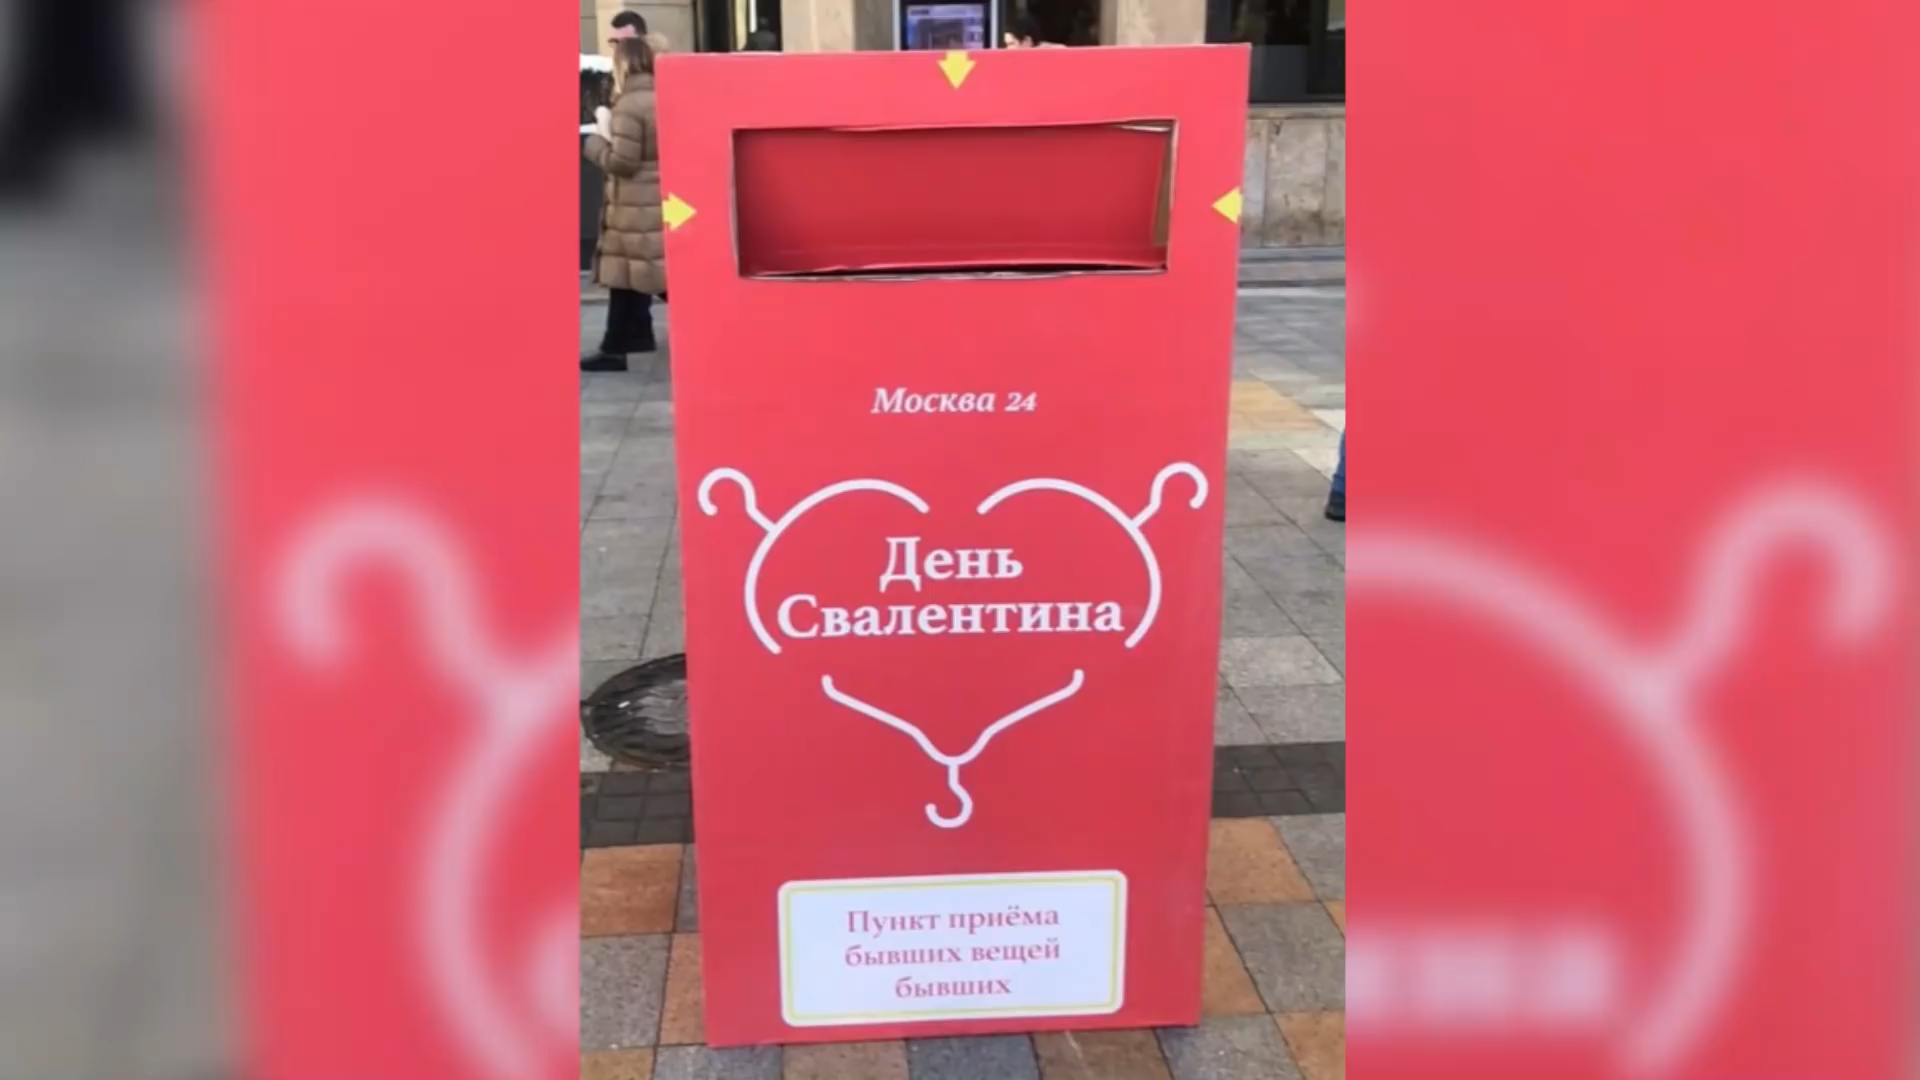 Москва 24
День
Свалентина
Пункт приёма
бывших вещей
бывших